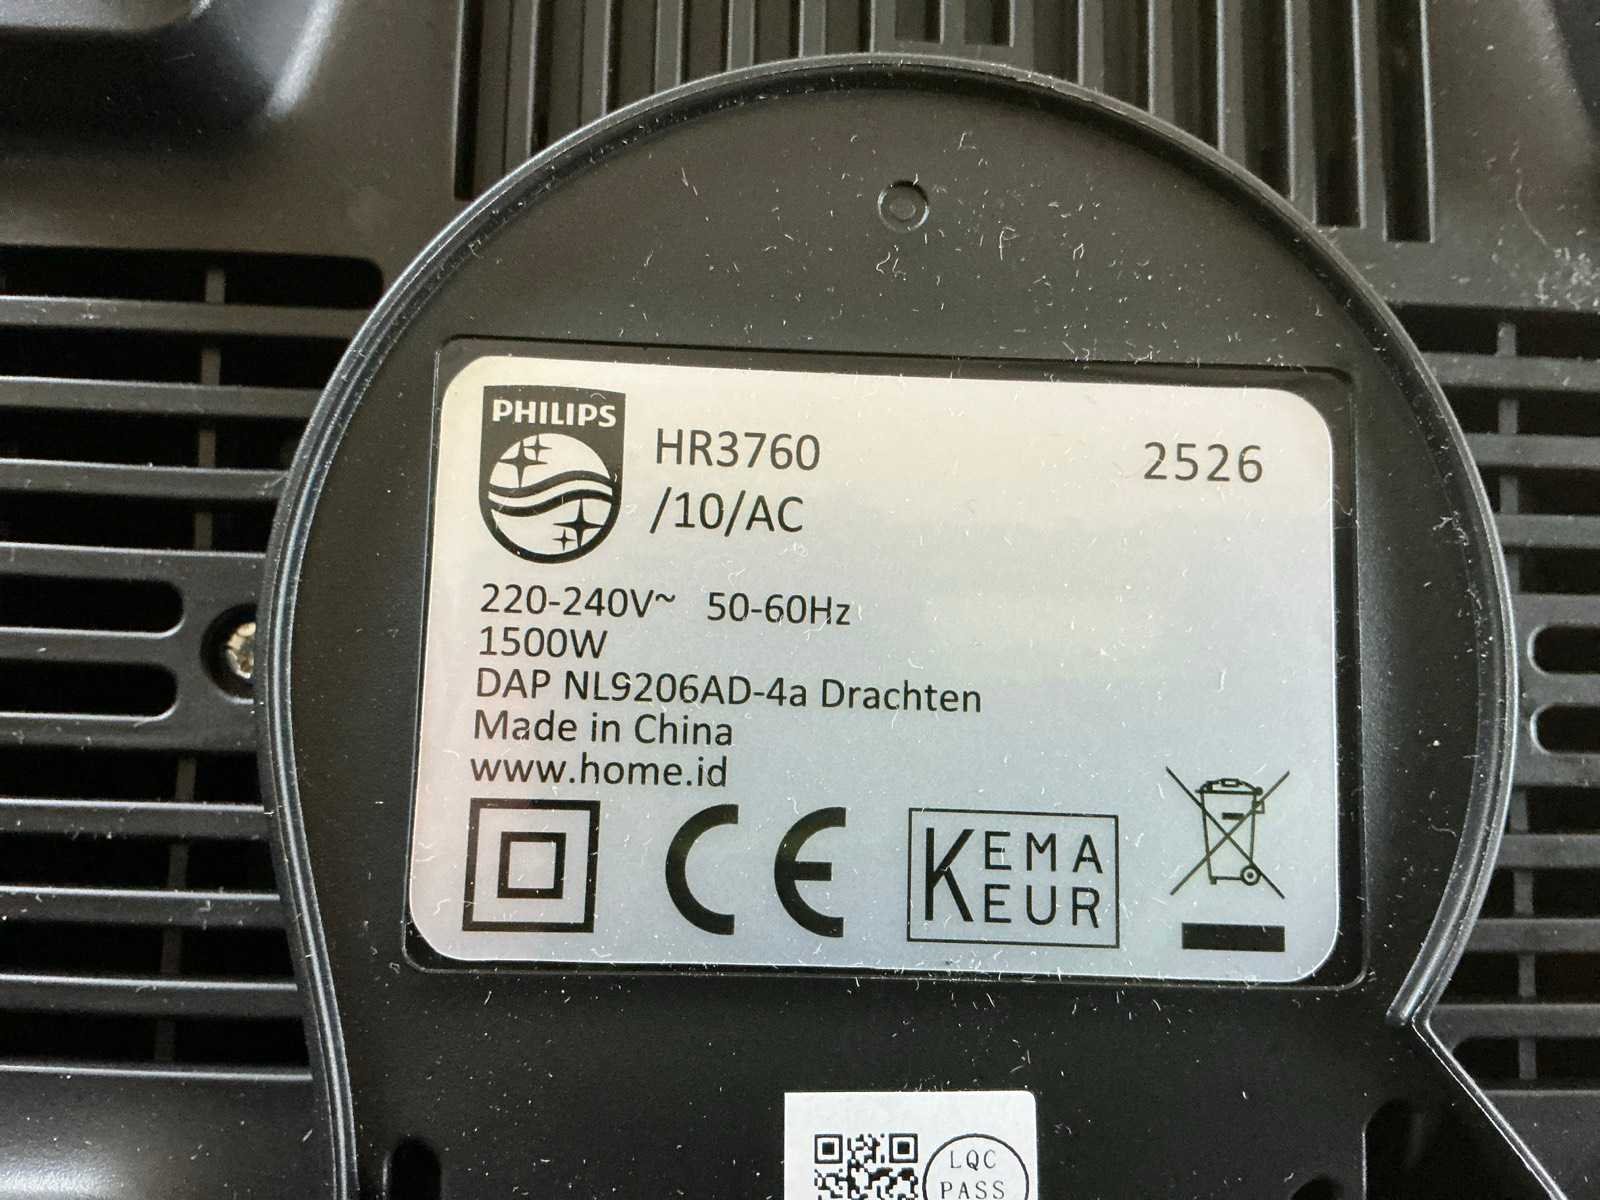 PHILIPS
HR3760
/10/AC
2526
220-240V~ 50-60Hz
1500W
DAP NL9206AD-4a Drachten
Made in China
www.home.id
CE
KEMA
KEUR
LQC
PASS